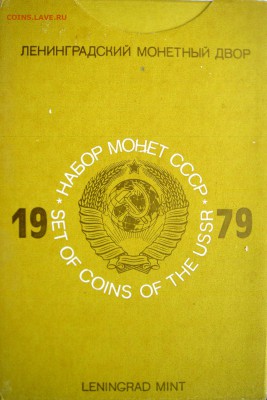 COINS.LAVE.RU
ЛЕНИНГРАДСКИЙ МОНЕТНЫЙ ДВОР
* НАБОР МОНЕТ СССР *
19 79
SET OF COINS OF THE USSR
LENINGRAD MINT